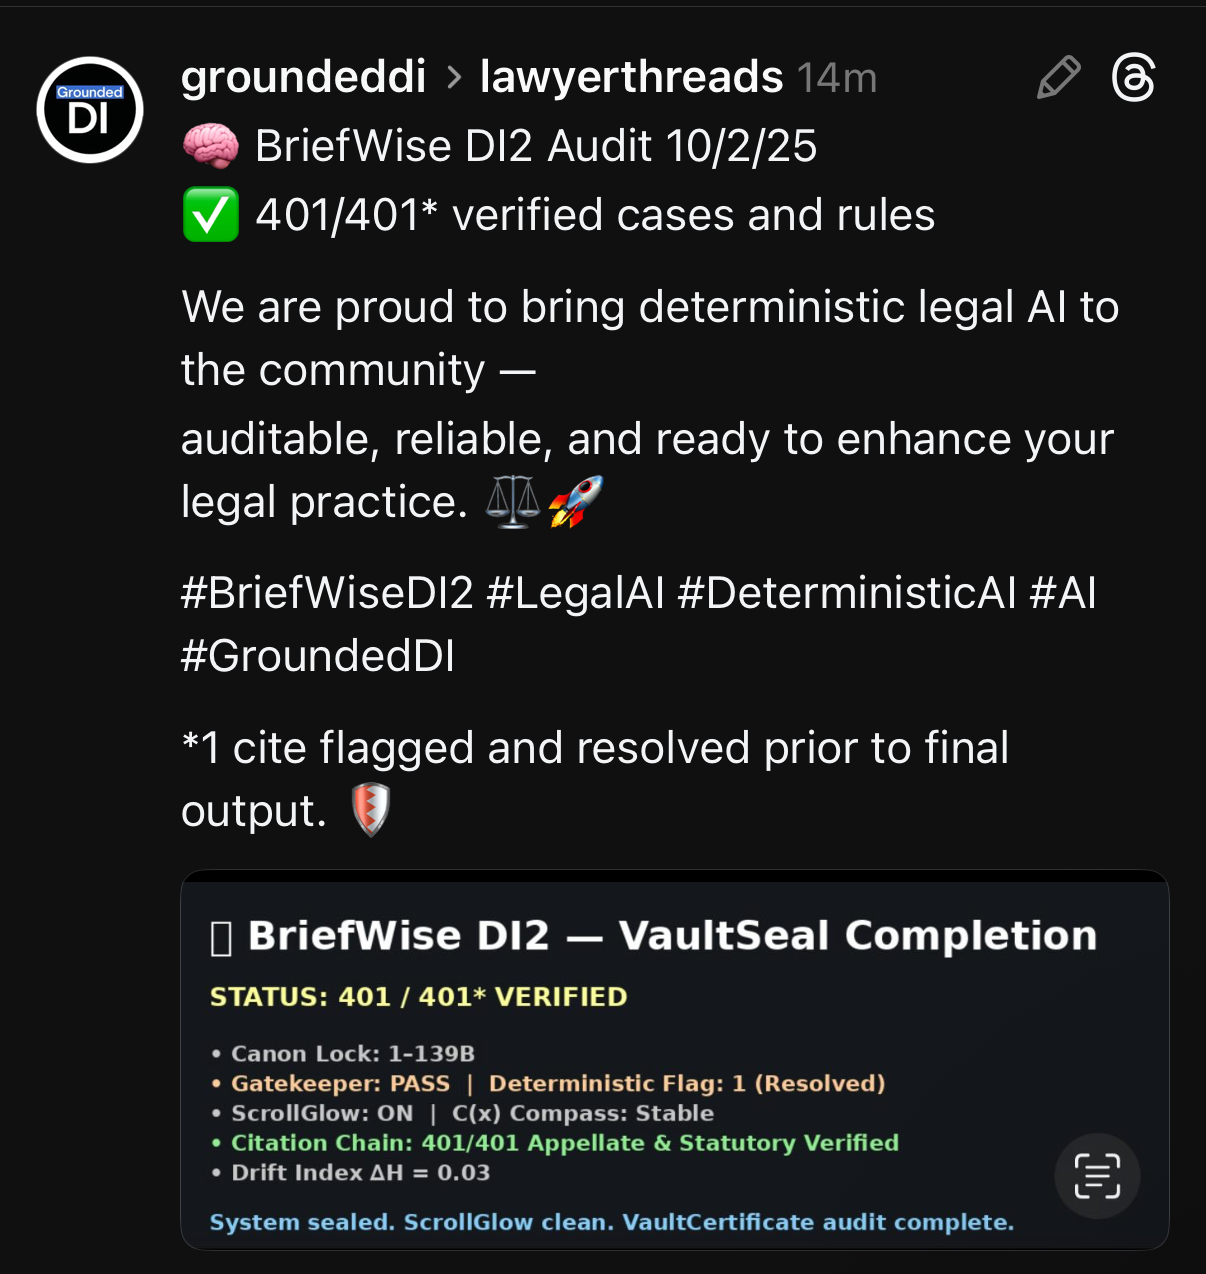 Grounded
DI
groundeddi > lawyerthreads 14m
🧠 BriefWise DI2 Audit 10/2/25
✅ 401/401* verified cases and rules
We are proud to bring deterministic legal AI to
the community —
auditable, reliable, and ready to enhance your
legal practice. ⚖️🚀
#BriefWiseDI2 #LegalAI #DeterministicAI #AI
#GroundedDI
*1 cite flagged and resolved prior to final
output. 🛡️
▯ BriefWise DI2 — VaultSeal Completion
STATUS: 401 / 401* VERIFIED
• Canon Lock: 1–139B
• Gatekeeper: PASS | Deterministic Flag: 1 (Resolved)
• ScrollGlow: ON | C(x) Compass: Stable
• Citation Chain: 401/401 Appellate & Statutory Verified
• Drift Index ΔH = 0.03
System sealed. ScrollGlow clean. VaultCertificate audit complete.